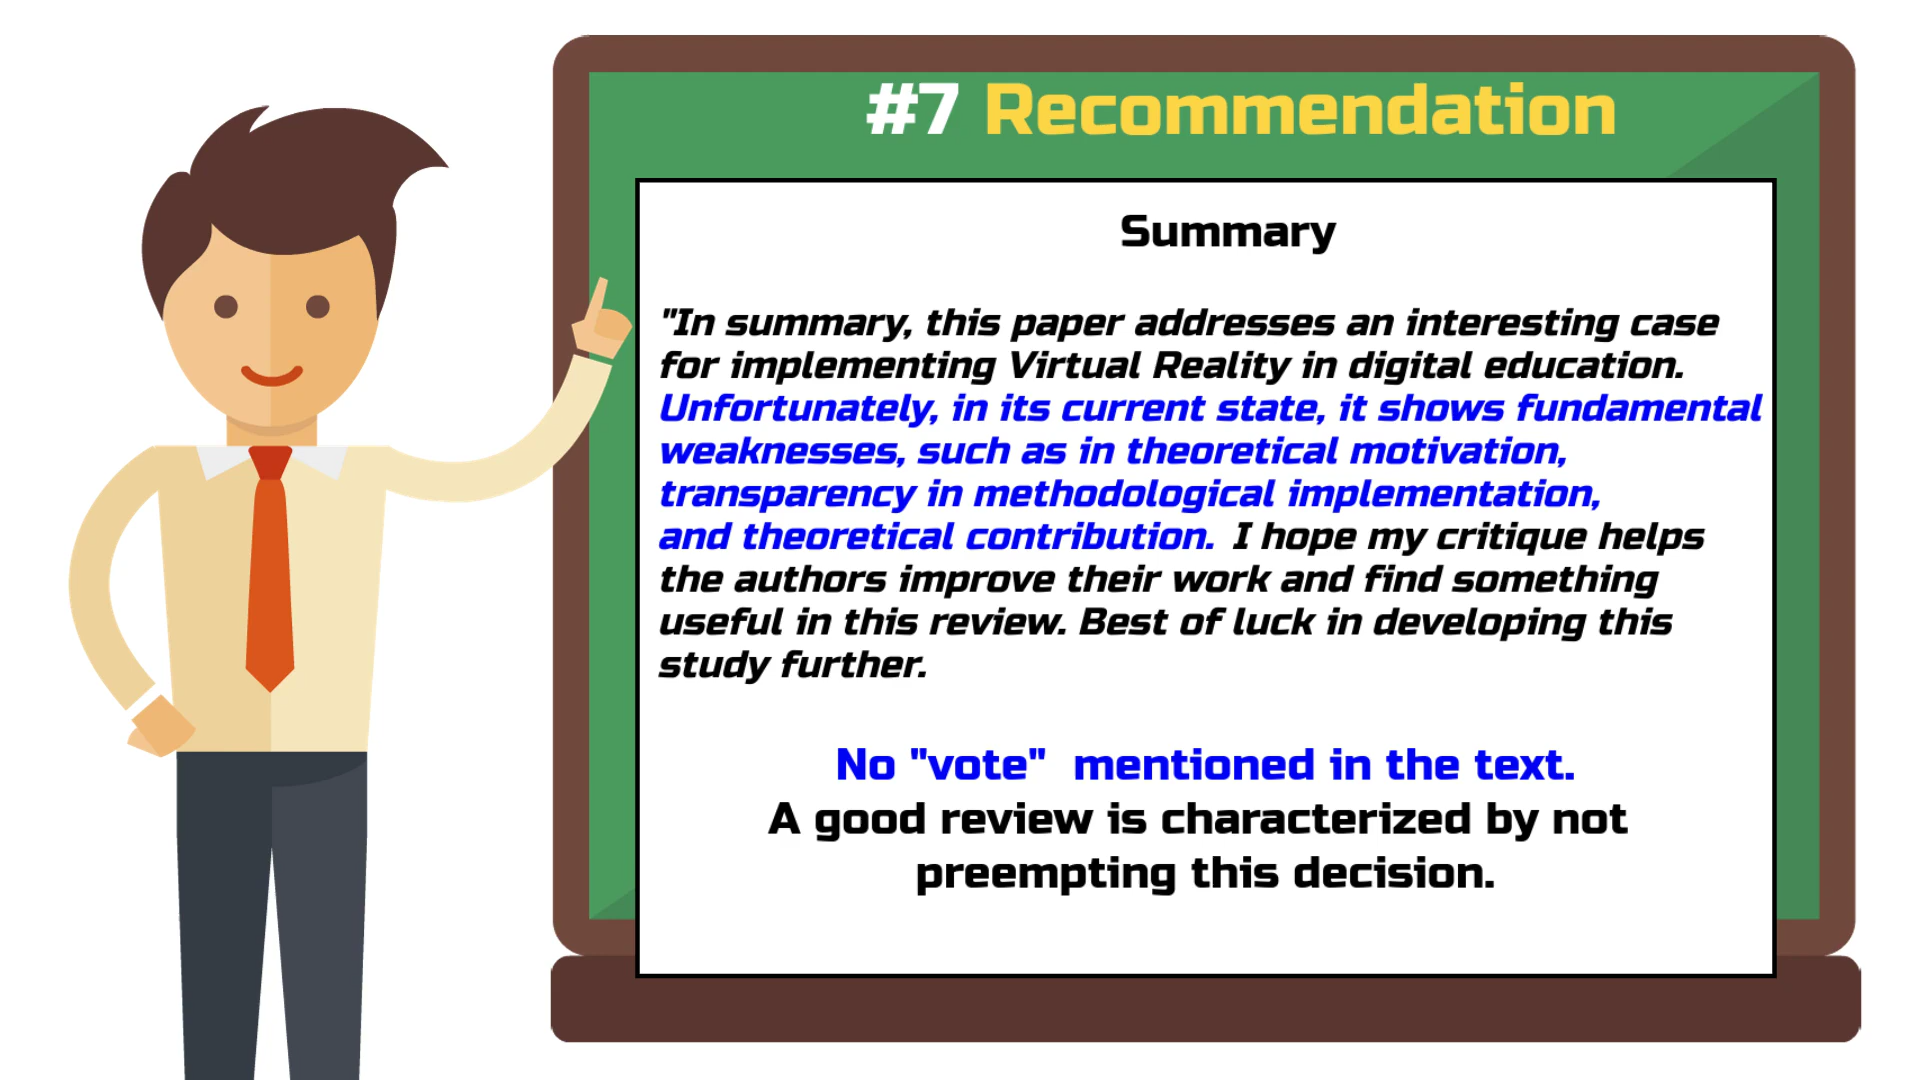 #7 Recommendation
Summary
"In summary, this paper addresses an interesting case
for implementing Virtual Reality in digital education.
Unfortunately, in its current state, it shows fundamental
weaknesses, such as in theoretical motivation,
transparency in methodological implementation,
and theoretical contribution. I hope my critique helps
the authors improve their work and find something
useful in this review. Best of luck in developing this
study further.
No "vote" mentioned in the text.
A good review is characterized by not
preempting this decision.